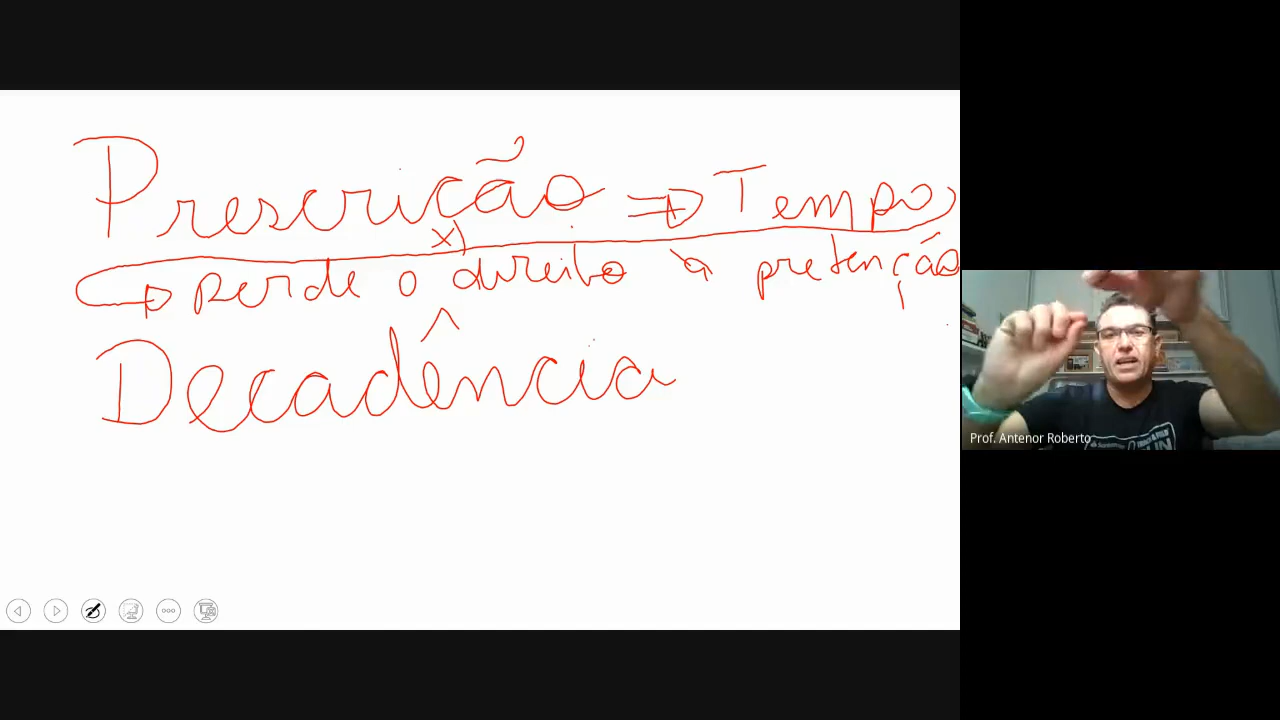 Prescrição => Tempo
x)
perde o direito à pretenção
Decadência
Prof. Antenor Roberto